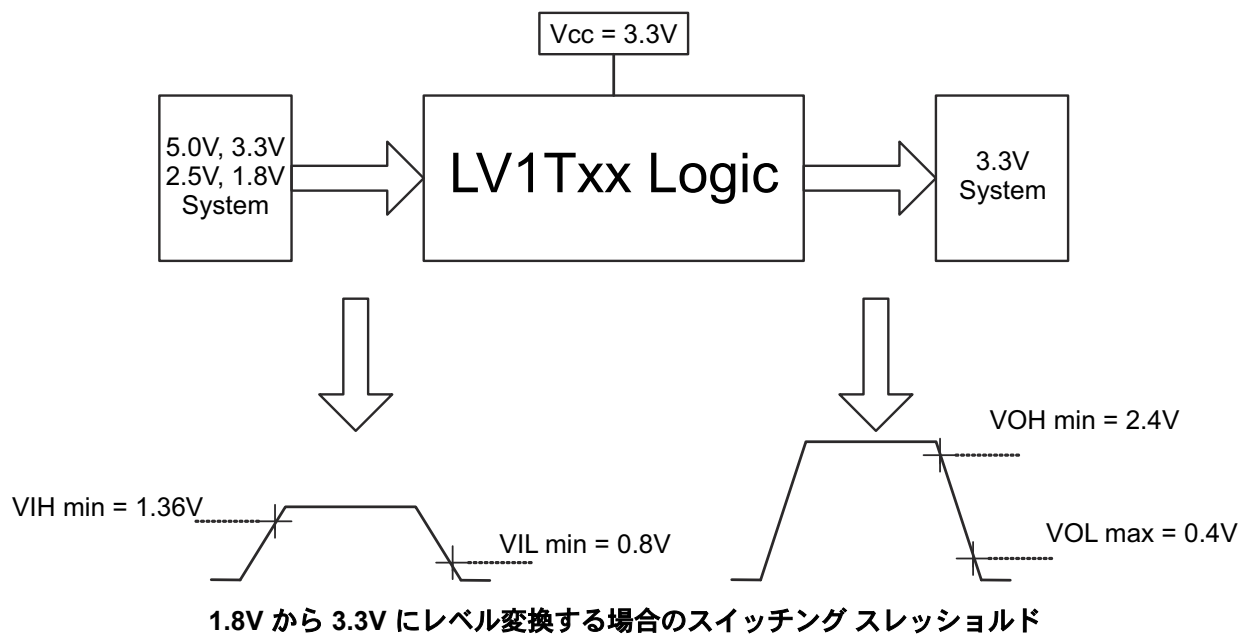 Vcc = 3.3V
5.0V, 3.3V
2.5V, 1.8V
System
LV1Txx Logic
3.3V
System
VOH min = 2.4V
VIH min = 1.36V
VIL min = 0.8V
VOL max = 0.4V
1.8V から 3.3V にレベル変換する場合のスイッチング スレッショルド